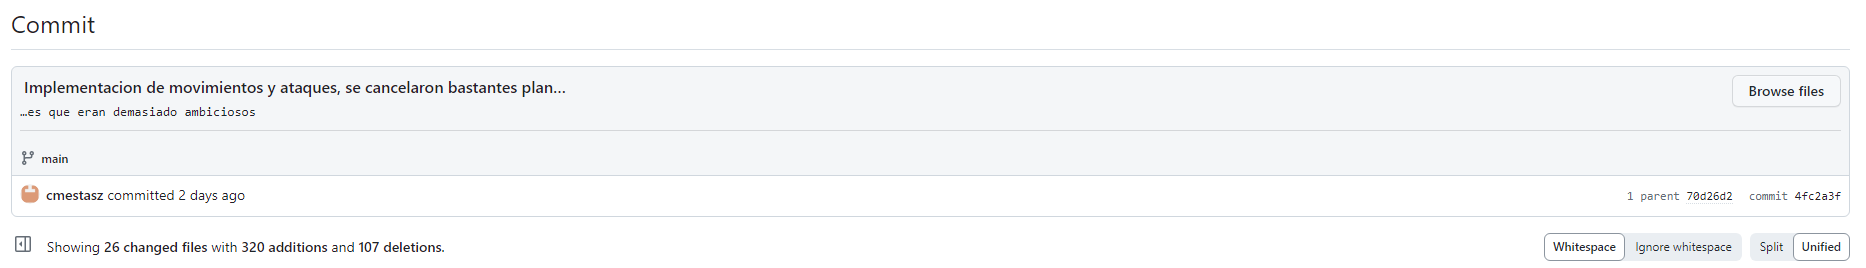 Commit
Implementacion de movimientos y ataques, se cancelaron bastantes plan…
Browse files
…es que eran demasiado ambiciosos
main
cmestasz committed 2 days ago
1 parent 70d26d2 commit 4fc2a3f
Showing 26 changed files with 320 additions and 107 deletions.
Whitespace Ignore whitespace Split Unified